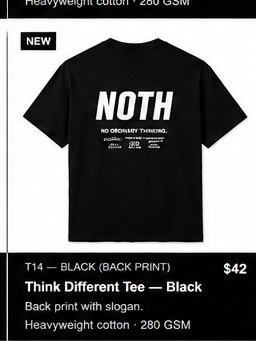 Heavyweight cotton · 280 GSM
NEW
NOTH
NO ORDINARY THINKING.
T14 — BLACK (BACK PRINT)
$42
Think Different Tee — Black
Back print with slogan.
Heavyweight cotton · 280 GSM